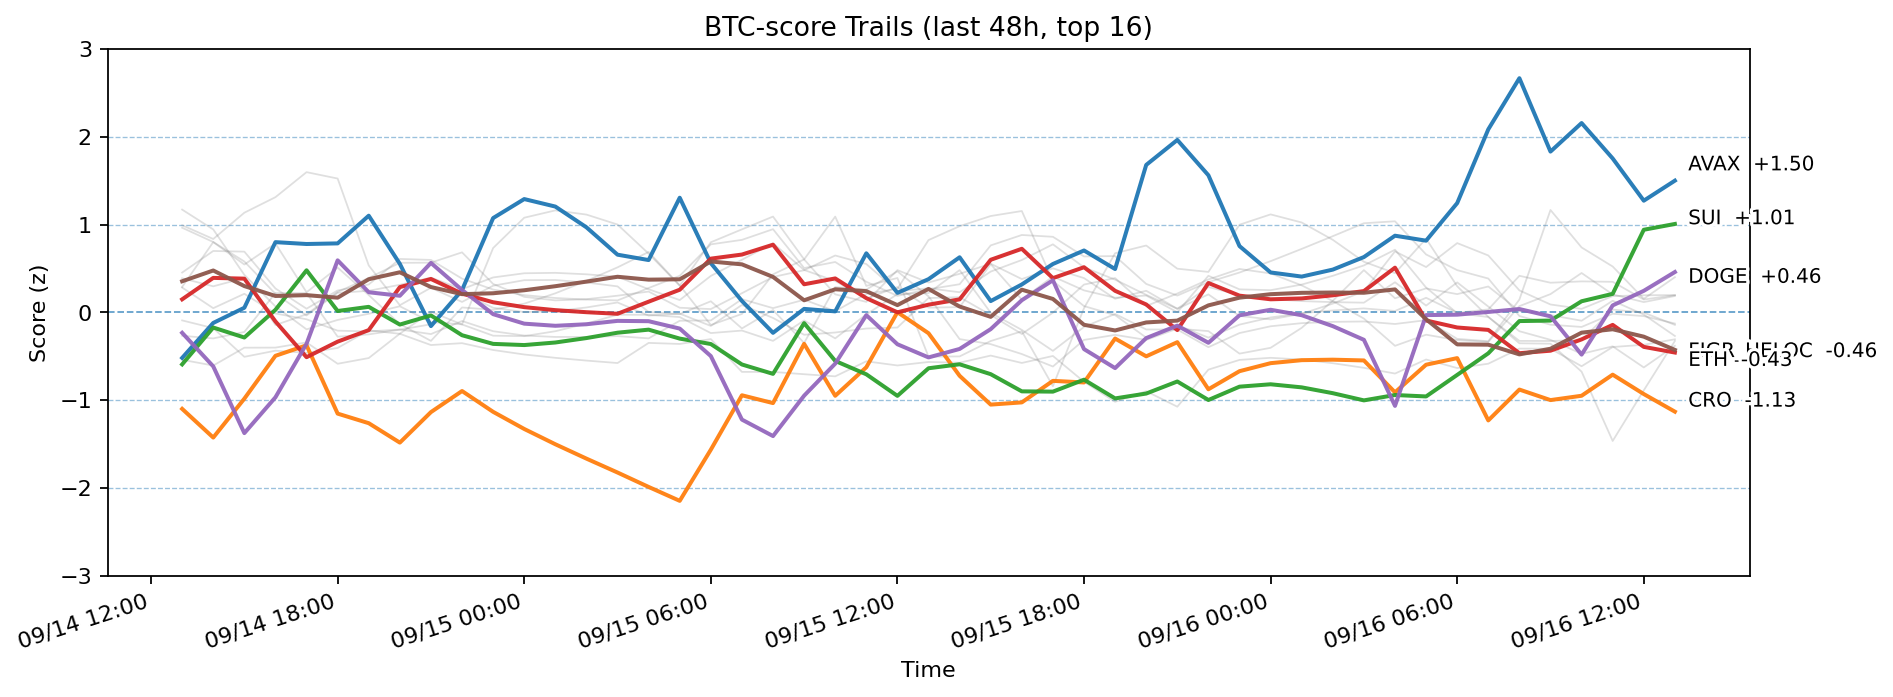 BTC-score Trails (last 48h, top 16)
3
2
1
0
−1
−2
−3
Score (z)
AVAX +1.50
SUI +1.01
DOGE +0.46
FIGR_HELOC -0.46
ETH -0.43
CRO -1.13
09/14 12:00
09/14 18:00
09/15 00:00
09/15 06:00
09/15 12:00
09/15 18:00
09/16 00:00
09/16 06:00
09/16 12:00
Time